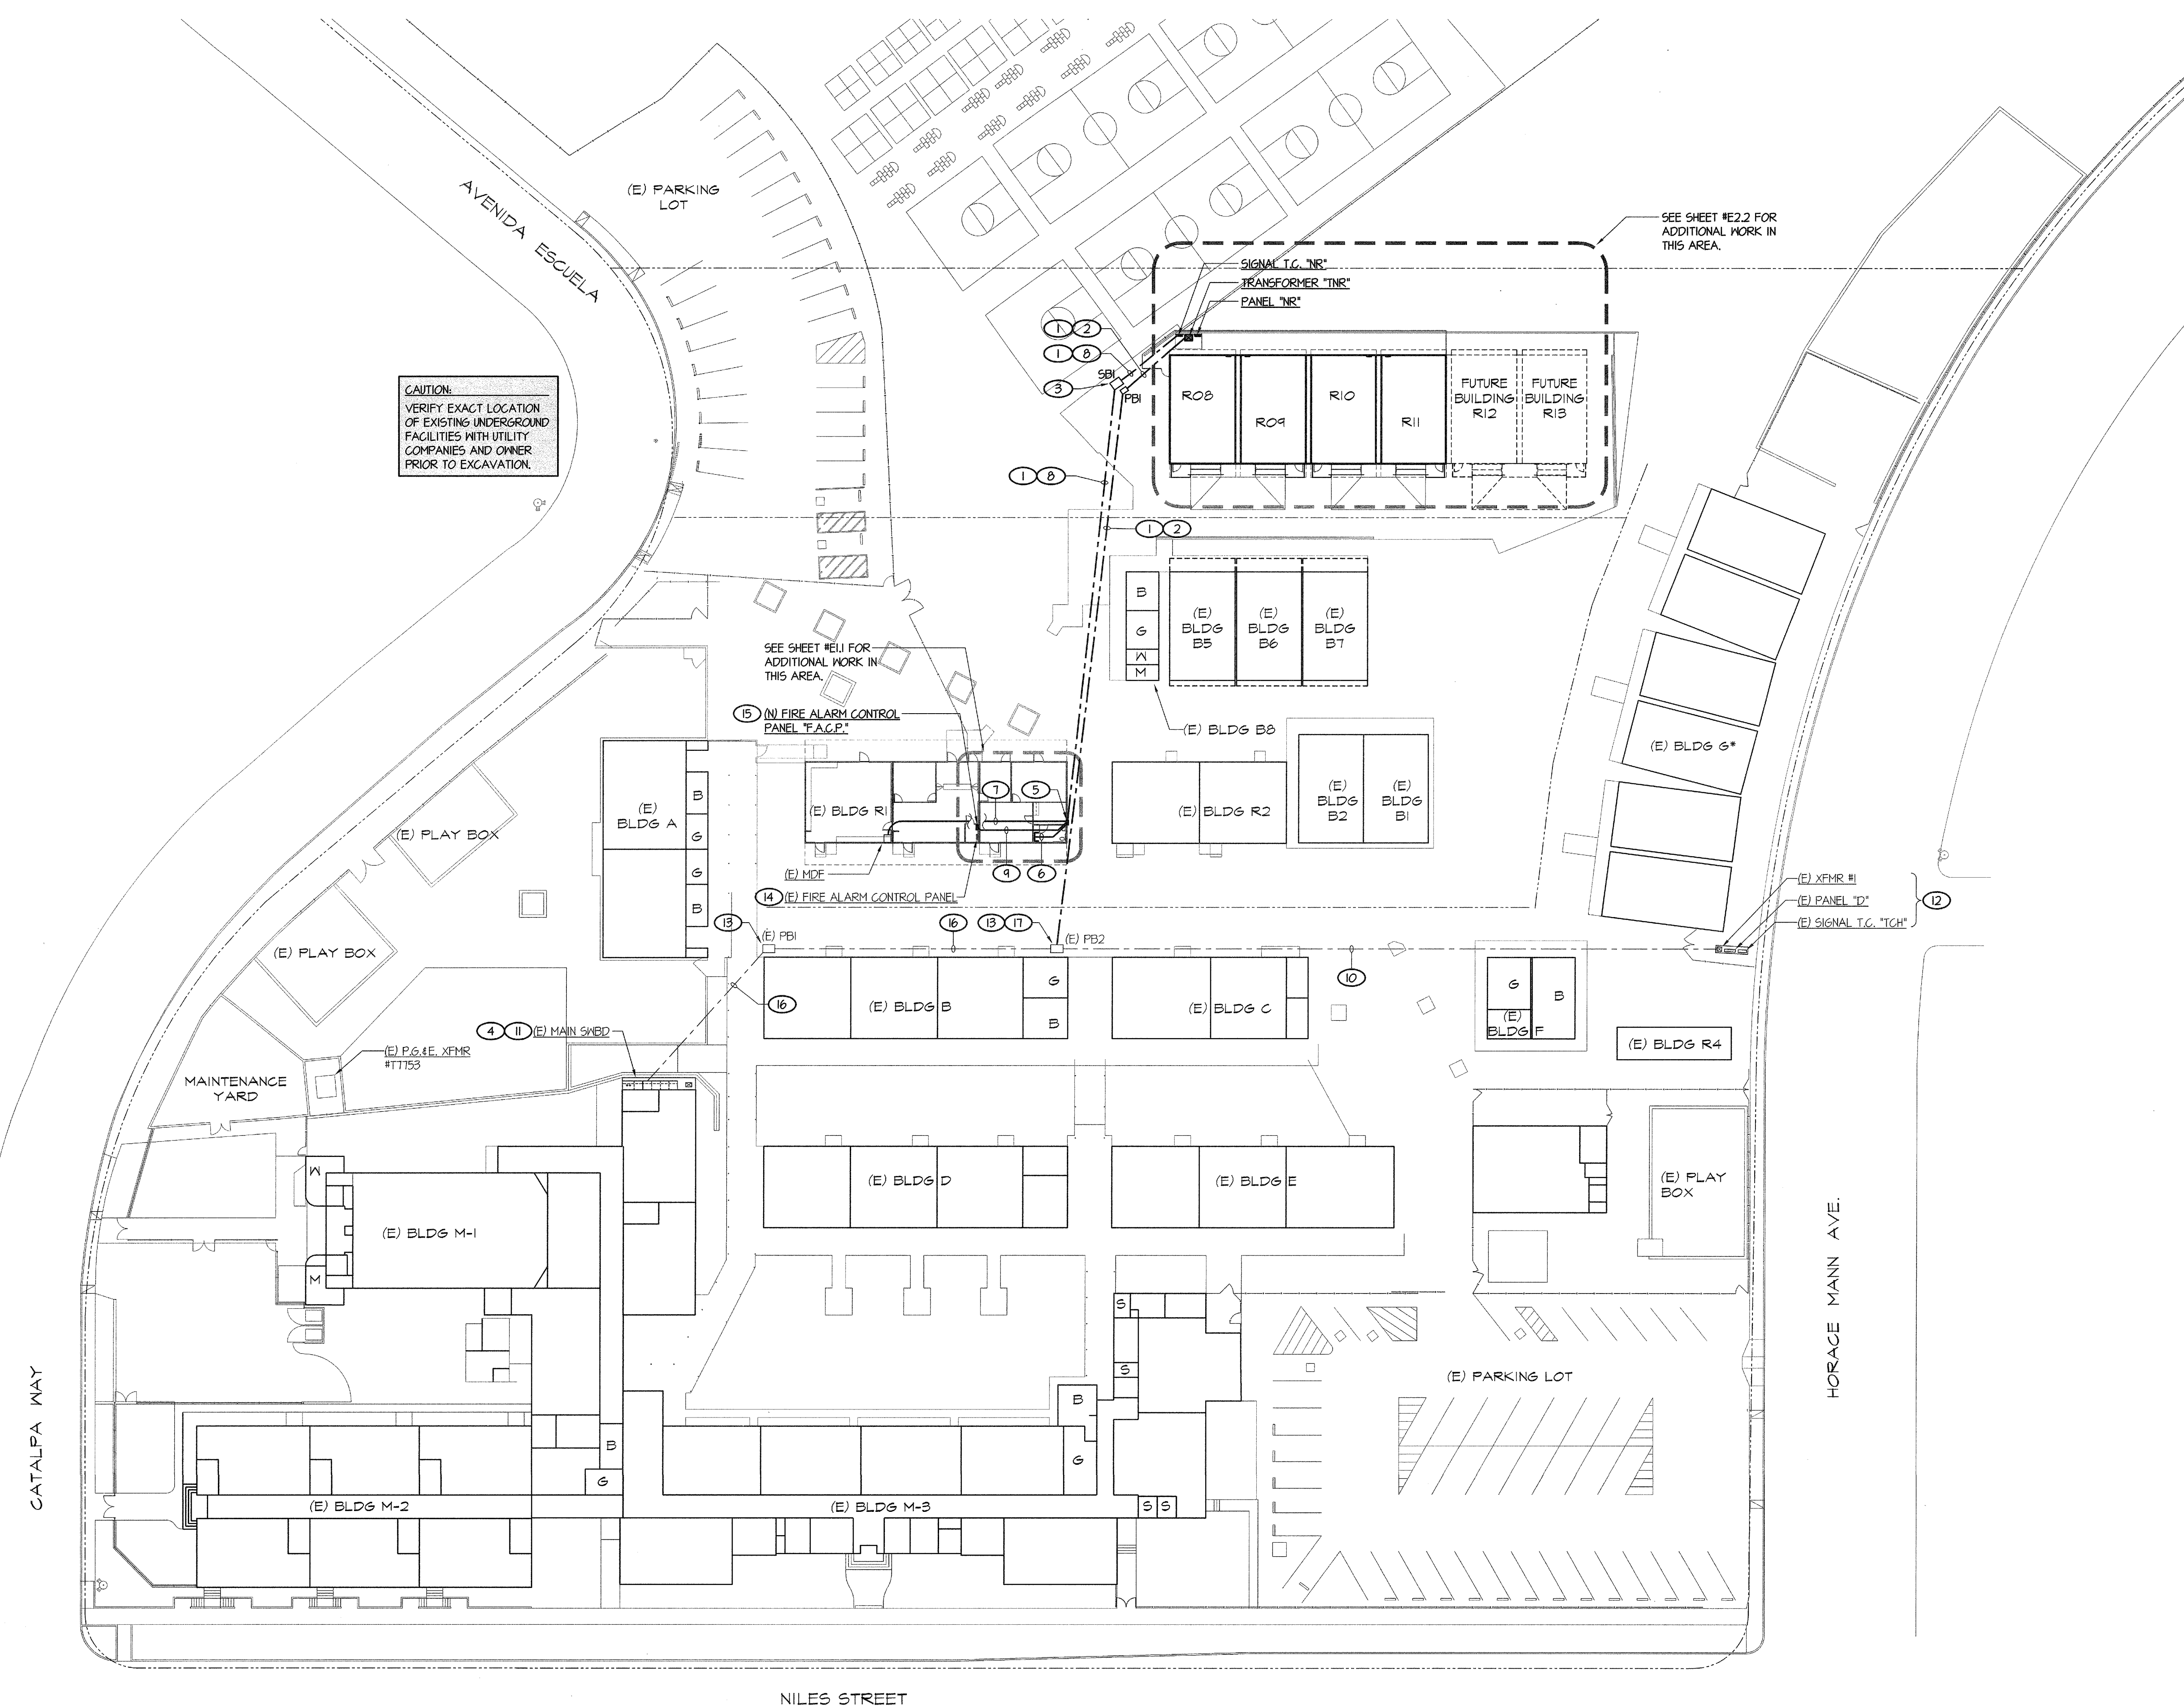 AVENIDA ESCUELA
(E) PARKING
LOT
SEE SHEET #E2.2 FOR
ADDITIONAL WORK IN
THIS AREA.
SIGNAL T.C. "NR"
TRANSFORMER "TNR"
PANEL "NR"
1 2
1 8
3
SB1
PB1
CAUTION:
VERIFY EXACT LOCATION
OF EXISTING UNDERGROUND
FACILITIES WITH UTILITY
COMPANIES AND OWNER
PRIOR TO EXCAVATION.
R08
R09
R10
R11
FUTURE
BUILDING
R12
FUTURE
BUILDING
R13
1 8
1 2
B
G
W
M
(E)
BLDG
B5
(E)
BLDG
B6
(E)
BLDG
B7
(E) BLDG B8
SEE SHEET #E1.1 FOR
ADDITIONAL WORK IN
THIS AREA.
15 (N) FIRE ALARM CONTROL
PANEL "F.A.C.P."
(E) BLDG G*
(E)
BLDG A
B
G
G
B
(E) BLDG R1
7
5
9
6
(E) MDF
14 (E) FIRE ALARM CONTROL PANEL
(E) BLDG R2
(E)
BLDG
B2
(E)
BLDG
B1
(E) PLAY BOX
(E) PLAY BOX
(E) XFMR #1
(E) PANEL "D"
(E) SIGNAL T.C. "TCH"
12
13
(E) PB1
16
13 17
(E) PB2
10
16
(E) BLDG B
G
B
(E) BLDG C
G
B
(E)
BLDG F
(E) BLDG R4
4 11 (E) MAIN SWBD
(E) P.G.&E. XFMR
#T7753
MAINTENANCE
YARD
W
(E) BLDG M-1
M
(E) BLDG D
(E) BLDG E
(E) PLAY
BOX
S
S
B
G
(E) PARKING LOT
HORACE MANN AVE.
CATALPA WAY
B
G
(E) BLDG M-2
(E) BLDG M-3
S S
NILES STREET